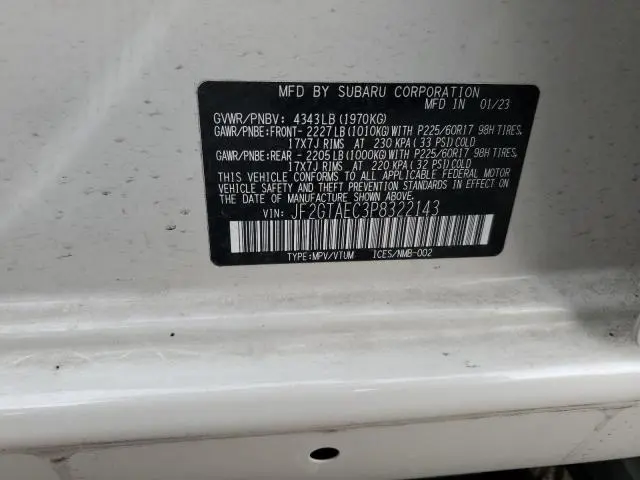 MFD BY SUBARU CORPORATION
MFD IN 01/23
GVWR/PNBV: 4343LB(1970KG)
GAWR/PNBE:FRONT- 2227LB(1010KG)WITH P225/60R17 98H TIRES,
17X7J RIMS AT 230 KPA(33 PSI)COLD
GAWR/PNBE:REAR - 2205LB(1000KG)WITH P225/60R17 98H TIRES,
17X7J RIMS AT 220 KPA(32 PSI)COLD
THIS VEHICLE CONFORMS TO ALL APPLICABLE FEDERAL MOTOR
VEHICLE SAFETY AND THEFT PREVENTION STANDARDS IN EFFECT ON
THE DATE OF MANUFACTURE SHOWN ABOVE.
VIN: JF2GTAEC3P8322143
TYPE:MPV/VTUM ICES/NMB-002